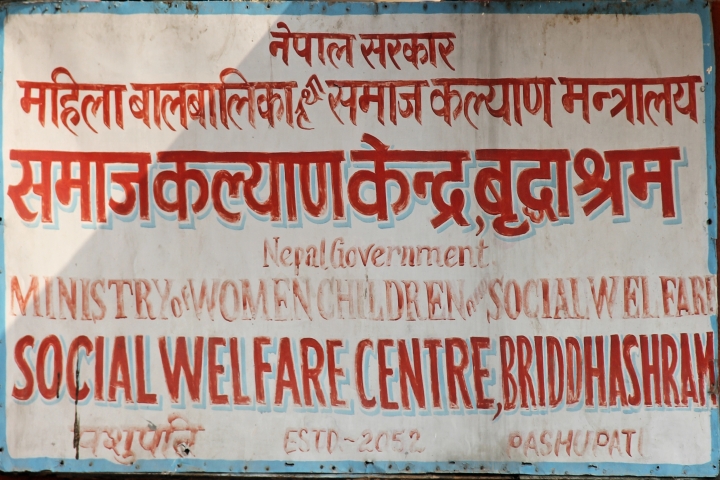 नेपाल सरकार
महिला बालबालिका तथा समाज कल्याण मन्त्रालय
समाज कल्याण केन्द्र, बृद्धाश्रम
Nepal Government
MINISTRY of WOMEN CHILDREN and SOCIAL WELFARE
SOCIAL WELFARE CENTRE, BRIDDHASHRAM
पशुपति ESTD-2052 PASHUPATI